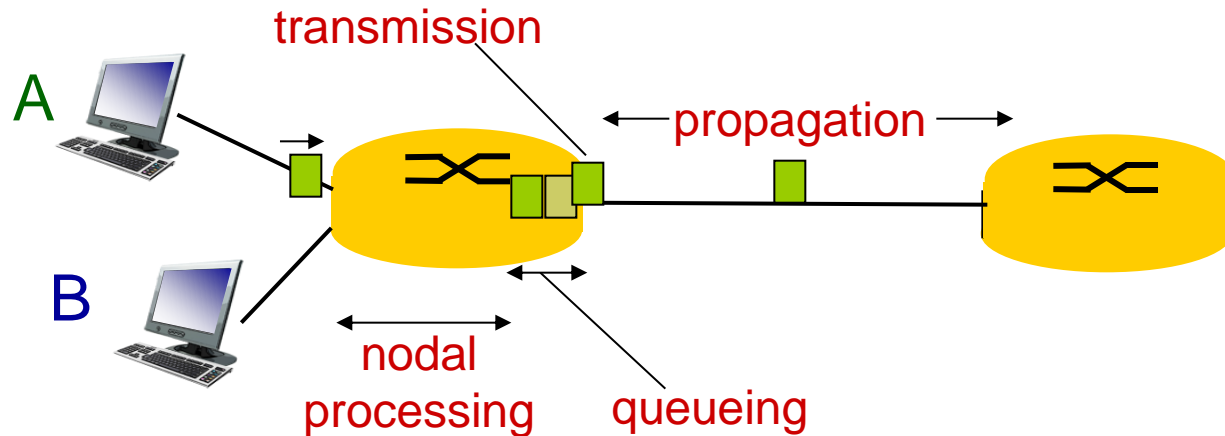 transmission
A
propagation
B
nodal
processing
queueing